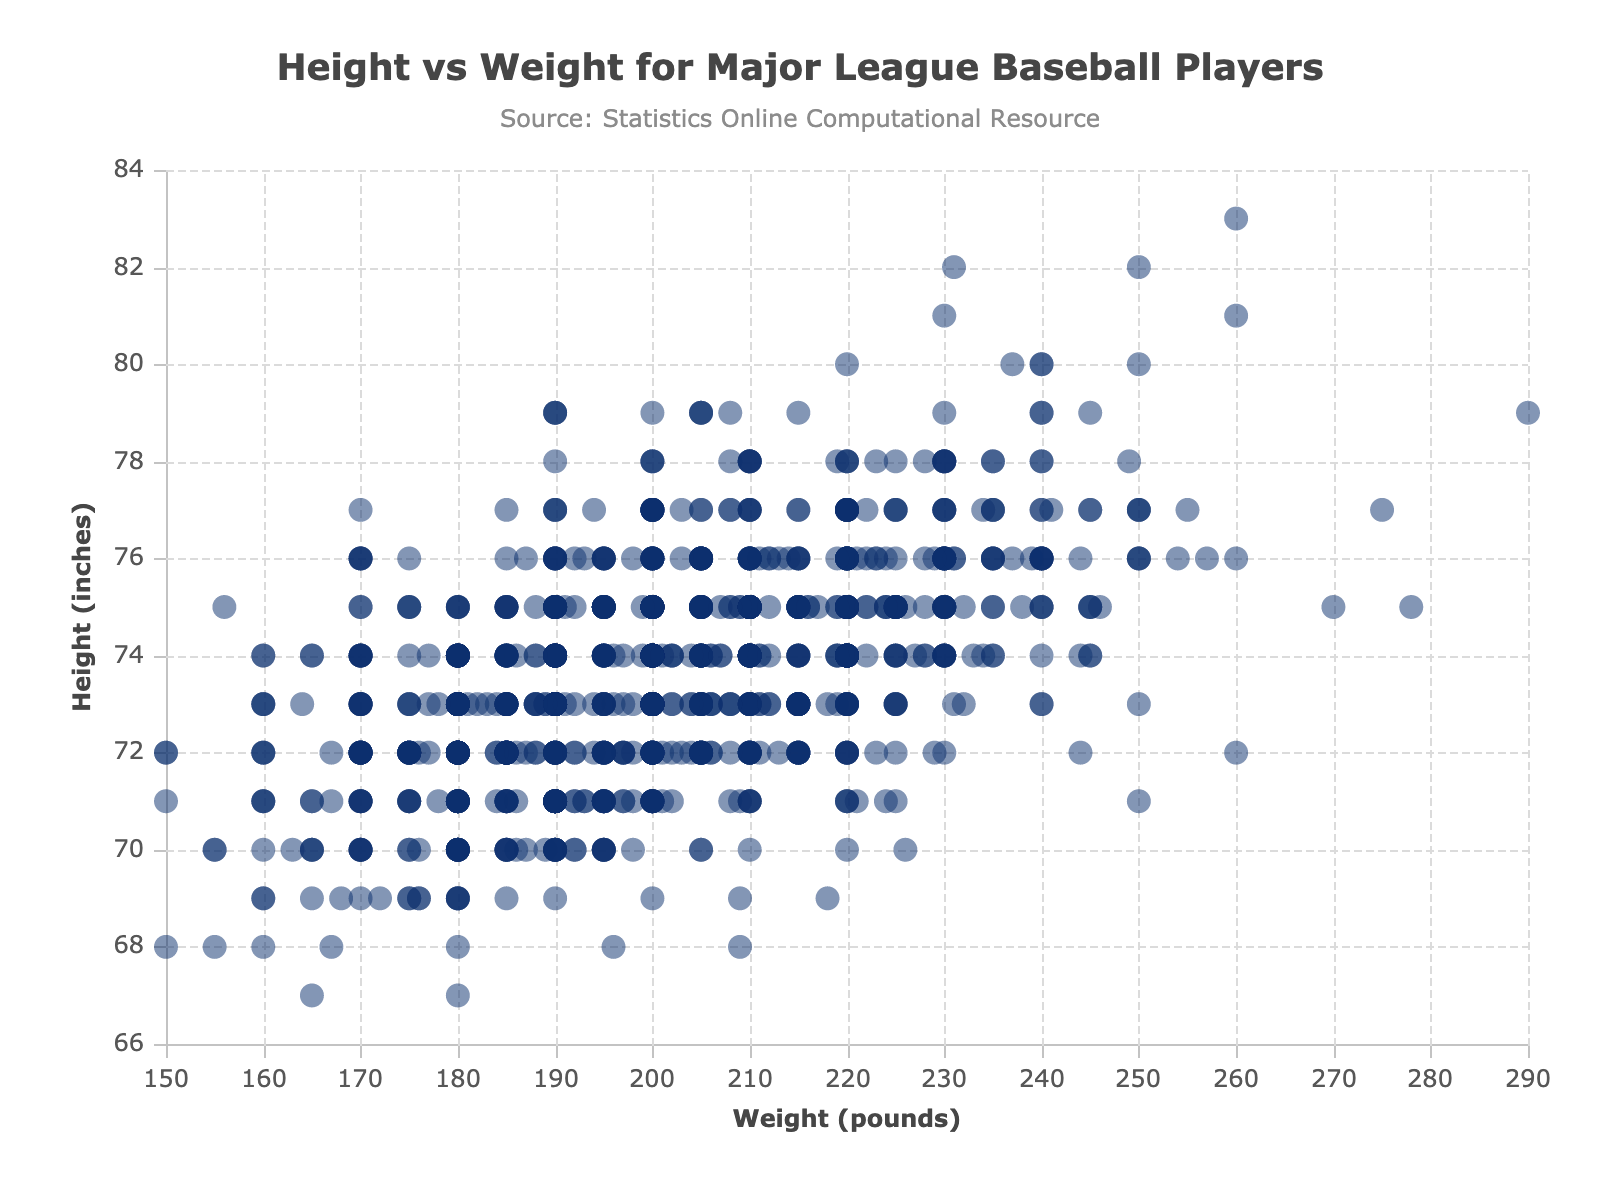 Height vs Weight for Major League Baseball Players
Source: Statistics Online Computational Resource
84
82
80
78
76
74
72
70
68
66
Height (inches)
150 160 170 180 190 200 210 220 230 240 250 260 270 280 290
Weight (pounds)